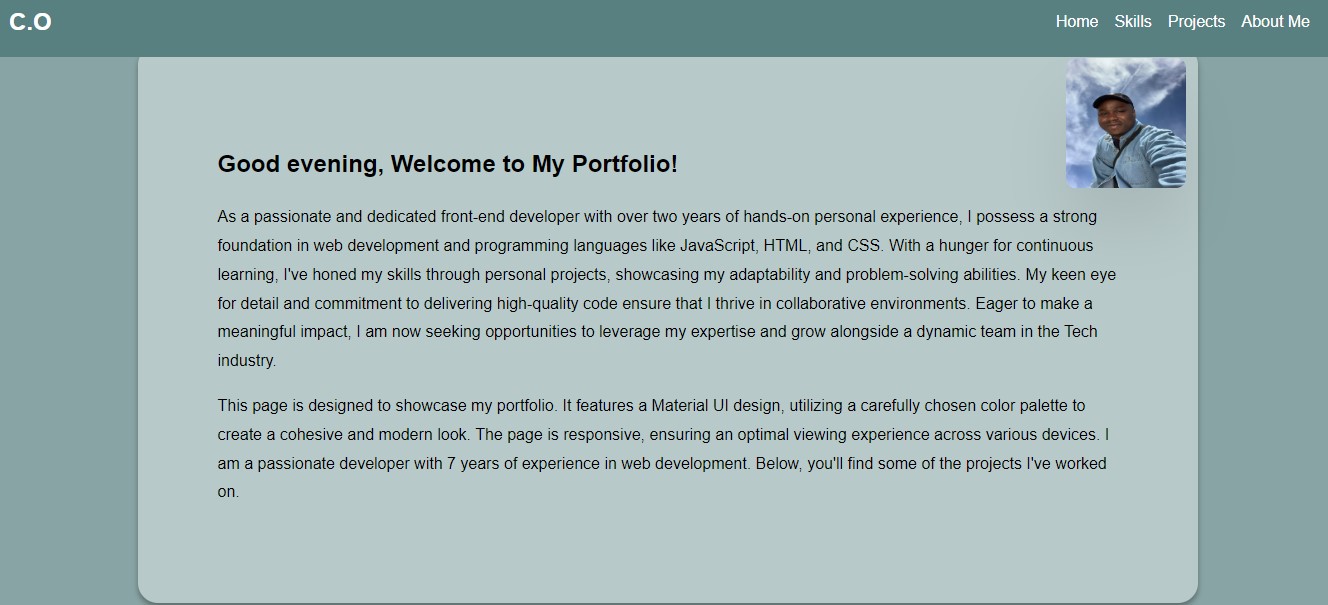 C.O
Home Skills Projects About Me
Good evening, Welcome to My Portfolio!
As a passionate and dedicated front-end developer with over two years of hands-on personal experience, I possess a strong
foundation in web development and programming languages like JavaScript, HTML, and CSS. With a hunger for continuous
learning, I've honed my skills through personal projects, showcasing my adaptability and problem-solving abilities. My keen eye
for detail and commitment to delivering high-quality code ensure that I thrive in collaborative environments. Eager to make a
meaningful impact, I am now seeking opportunities to leverage my expertise and grow alongside a dynamic team in the Tech
industry.
This page is designed to showcase my portfolio. It features a Material UI design, utilizing a carefully chosen color palette to
create a cohesive and modern look. The page is responsive, ensuring an optimal viewing experience across various devices. I
am a passionate developer with 7 years of experience in web development. Below, you'll find some of the projects I've worked
on.